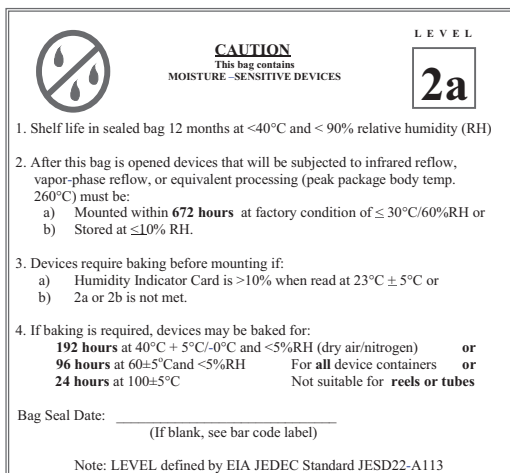 L E V E L
CAUTION
This bag contains
MOISTURE –SENSITIVE DEVICES
2a
1. Shelf life in sealed bag 12 months at <40°C and < 90% relative humidity (RH)
2. After this bag is opened devices that will be subjected to infrared reflow,
vapor-phase reflow, or equivalent processing (peak package body temp.
260°C) must be:
a) Mounted within 672 hours at factory condition of ≤ 30°C/60%RH or
b) Stored at ≤10% RH.
3. Devices require baking before mounting if:
a) Humidity Indicator Card is >10% when read at 23°C ± 5°C or
b) 2a or 2b is not met.
4. If baking is required, devices may be baked for:
192 hours at 40°C + 5°C/-0°C and <5%RH (dry air/nitrogen) or
96 hours at 60±5°Cand <5%RH For all device containers or
24 hours at 100±5°C Not suitable for reels or tubes
Bag Seal Date: ________________________________
(If blank, see bar code label)
Note: LEVEL defined by EIA JEDEC Standard JESD22-A113